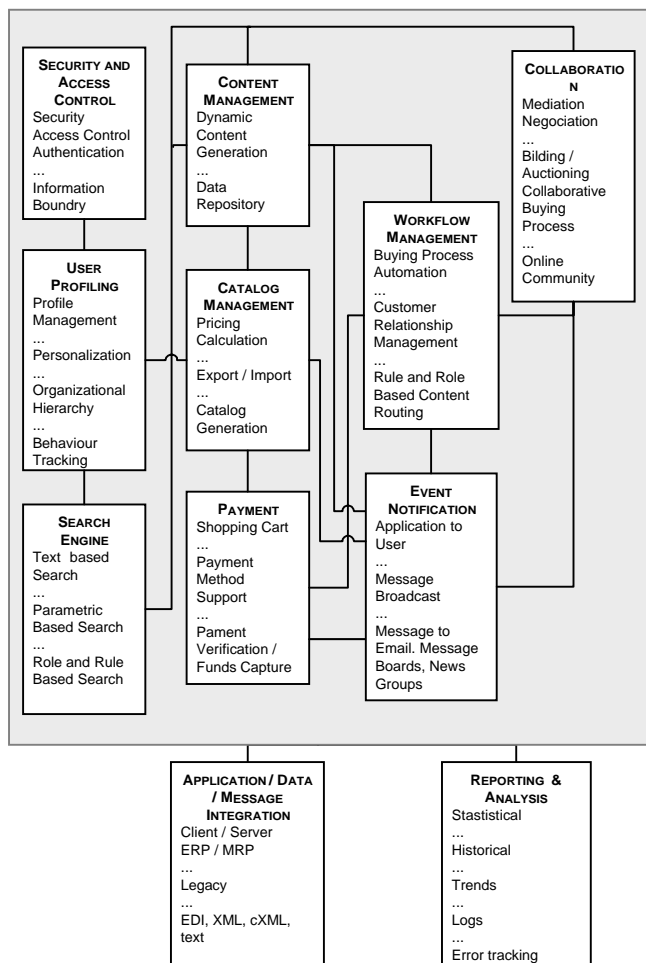 SECURITY AND
ACCESS
CONTROL
Security
Access Control
Authentication
...
Information
Boundry
USER
PROFILING
Profile
Management
...
Personalization
...
Organizational
Hierarchy
...
Behaviour
Tracking
SEARCH
ENGINE
Text based
Search
...
Parametric
Based Search
...
Role and Rule
Based Search
CONTENT
MANAGEMENT
Dynamic
Content
Generation
...
Data
Repository
CATALOG
MANAGEMENT
Pricing
Calculation
...
Export / Import
...
Catalog
Generation
PAYMENT
Shopping Cart
...
Payment
Method
Support
...
Pament
Verification /
Funds Capture
WORKFLOW
MANAGEMENT
Buying Process
Automation
...
Customer
Relationship
Management
...
Rule and Role
Based Content
Routing
EVENT
NOTIFICATION
Application to
User
...
Message
Broadcast
...
Message to
Email. Message
Boards, News
Groups
COLLABORATIO
N
Mediation
Negociation
...
Bilding /
Auctioning
Collaborative
Buying
Process
...
Online
Community
APPLICATION / DATA
/ MESSAGE
INTEGRATION
Client / Server
ERP / MRP
...
Legacy
...
EDI, XML, cXML,
text
REPORTING &
ANALYSIS
Stastistical
...
Historical
...
Trends
...
Logs
...
Error tracking